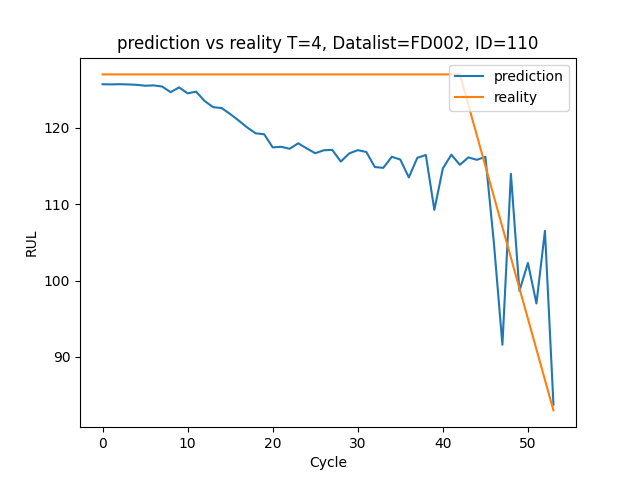 prediction vs reality T=4, Datalist=FD002, ID=110
prediction
reality
120
110
100
90
RUL
0 10 20 30 40 50
Cycle